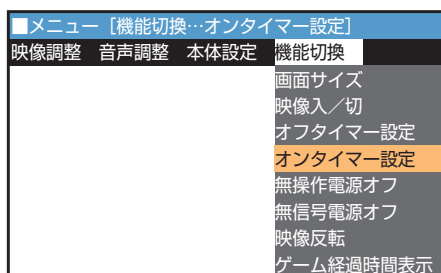 ■メニュー［機能切換…オンタイマー設定］
映像調整 音声調整 本体設定 機能切換
画面サイズ
映像入／切
オフタイマー設定
オンタイマー設定
無操作電源オフ
無信号電源オフ
映像反転
ゲーム経過時間表示